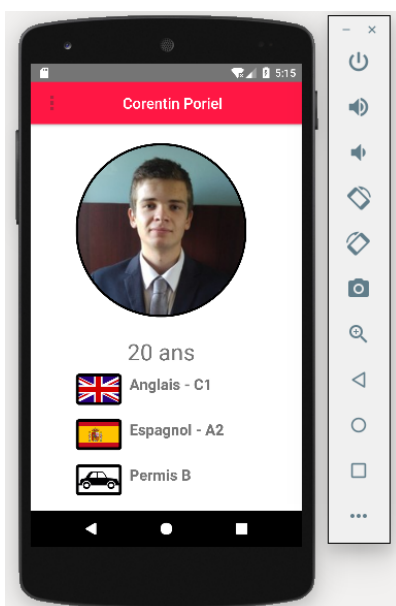 5:15
Corentin Poriel
20 ans
Anglais - C1
Espagnol - A2
Permis B